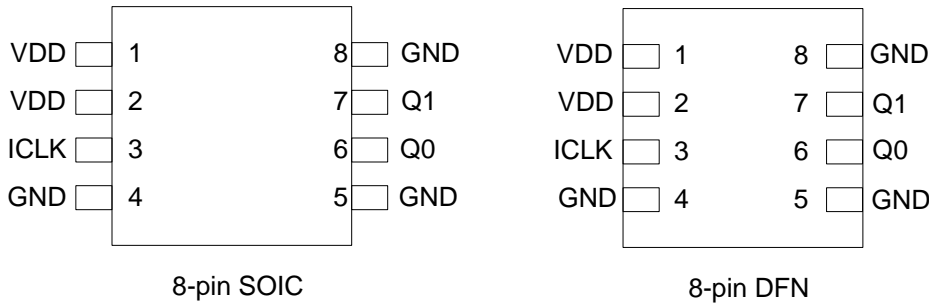 VDD 1 8 GND
VDD 2 7 Q1
ICLK 3 6 Q0
GND 4 5 GND
8-pin SOIC
VDD 1 8 GND
VDD 2 7 Q1
ICLK 3 6 Q0
GND 4 5 GND
8-pin DFN